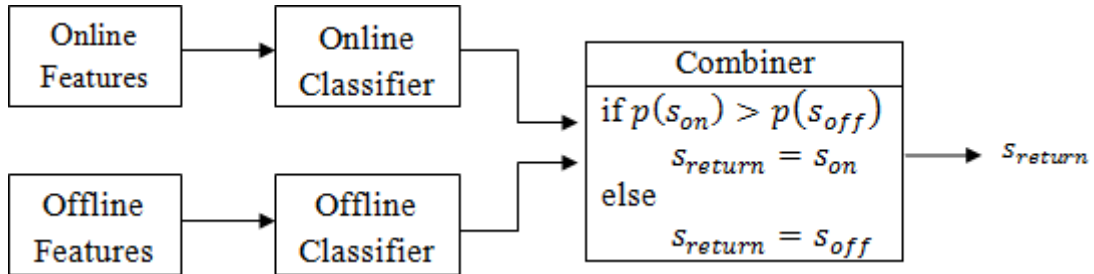 Online
Features
Online
Classifier
Offline
Features
Offline
Classifier
Combiner
if p(s_on) > p(s_off)
s_return = s_on
else
s_return = s_off
s_return